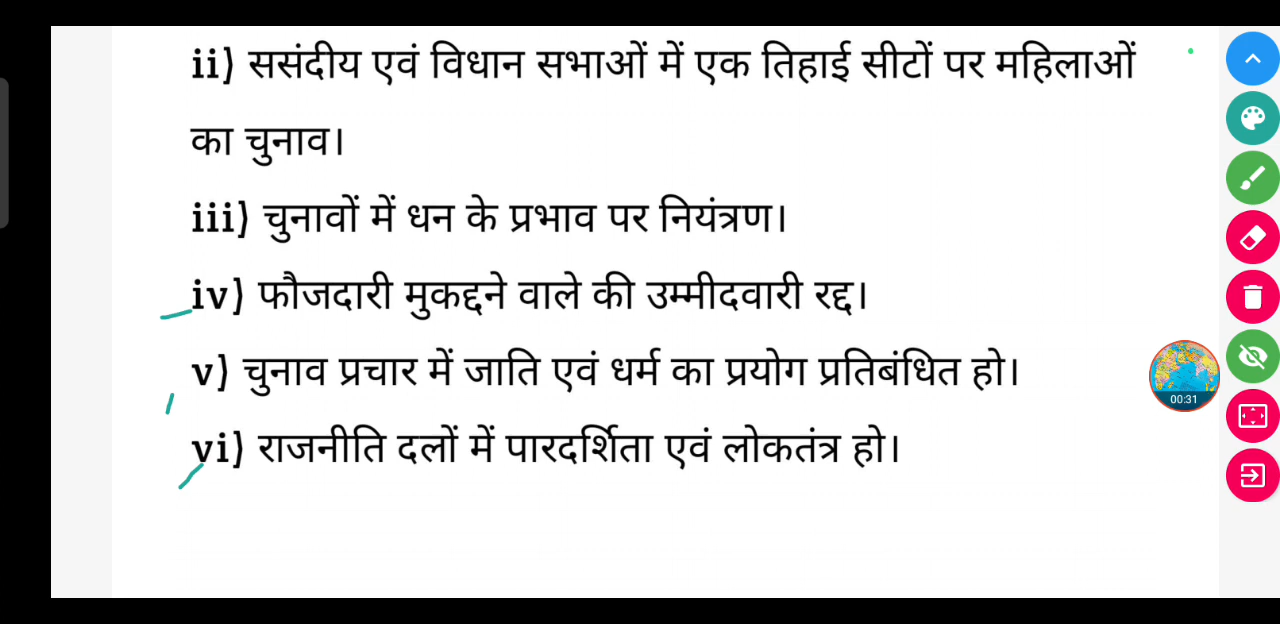 ii) ससंदीय एवं विधान सभाओं में एक तिहाई सीटों पर महिलाओं
का चुनाव।
iii) चुनावों में धन के प्रभाव पर नियंत्रण।
iv) फौजदारी मुकद्दने वाले की उम्मीदवारी रद्द।
v) चुनाव प्रचार में जाति एवं धर्म का प्रयोग प्रतिबंधित हो।
00:31
vi) राजनीति दलों में पारदर्शिता एवं लोकतंत्र हो।